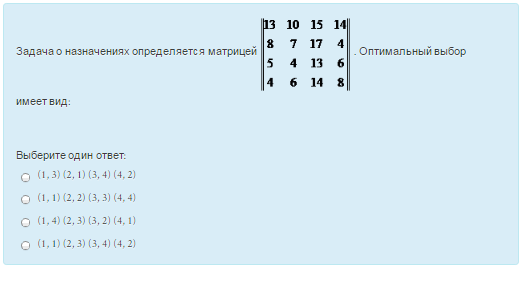 13 10 15 14
8 7 17 4
Задача о назначениях определяется матрицей . Оптимальный выбор
5 4 13 6
4 6 14 8
имеет вид:
Выберите один ответ:
(1, 3) (2, 1) (3, 4) (4, 2)
(1, 1) (2, 2) (3, 3) (4, 4)
(1, 4) (2, 3) (3, 2) (4, 1)
(1, 1) (2, 3) (3, 4) (4, 2)